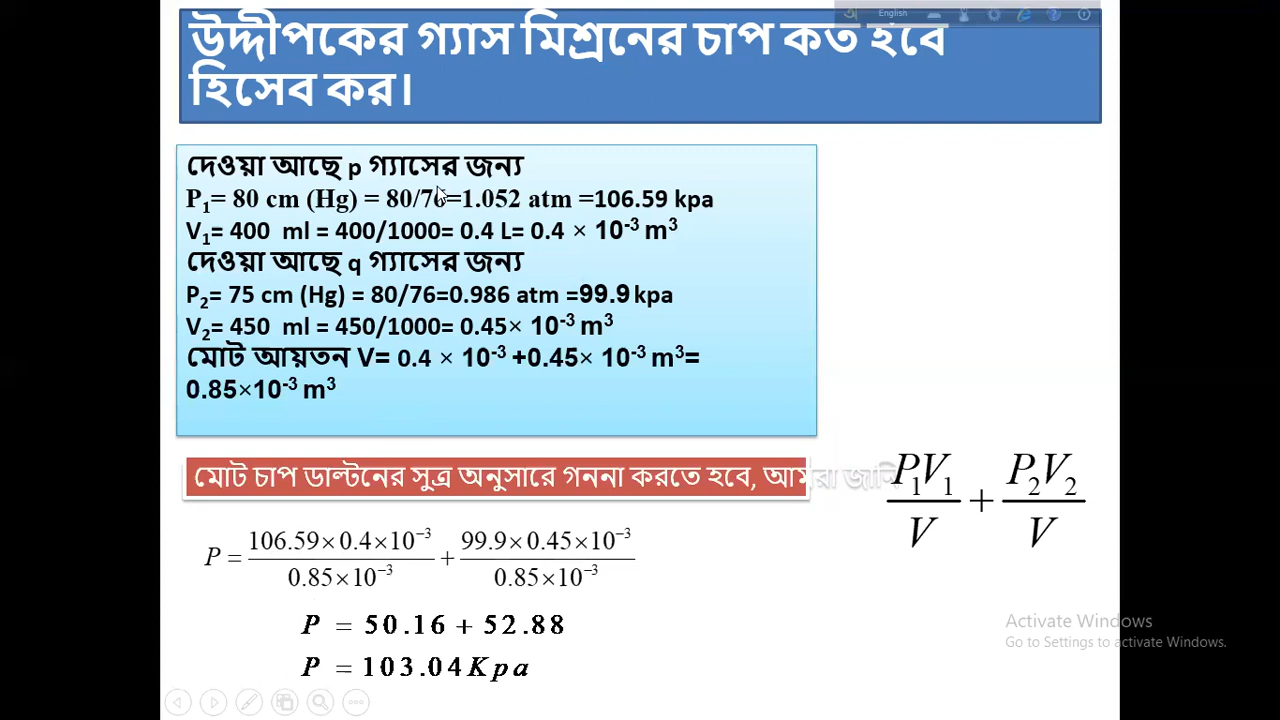 English
উদ্দীপকের গ্যাস মিশ্রনের চাপ কত হবে
হিসেব কর।
দেওয়া আছে p গ্যাসের জন্য
P₁= 80 cm (Hg) = 80/76=1.052 atm =106.59 kpa
V₁= 400 ml = 400/1000= 0.4 L= 0.4 × 10⁻³ m³
দেওয়া আছে q গ্যাসের জন্য
P₂= 75 cm (Hg) = 80/76=0.986 atm =99.9 kpa
V₂= 450 ml = 450/1000= 0.45× 10⁻³ m³
মোট আয়তন V= 0.4 × 10⁻³ +0.45× 10⁻³ m³=
0.85×10⁻³ m³
মোট চাপ ডাল্টনের সুত্র অনুসারে গননা করতে হবে, আমরা জানি
P₁V₁/V + P₂V₂/V
P = 106.59×0.4×10⁻³/0.85×10⁻³ + 99.9×0.45×10⁻³/0.85×10⁻³
P = 50.16 + 52.88
P = 103.04Kpa
Activate Windows
Go to Settings to activate Windows.